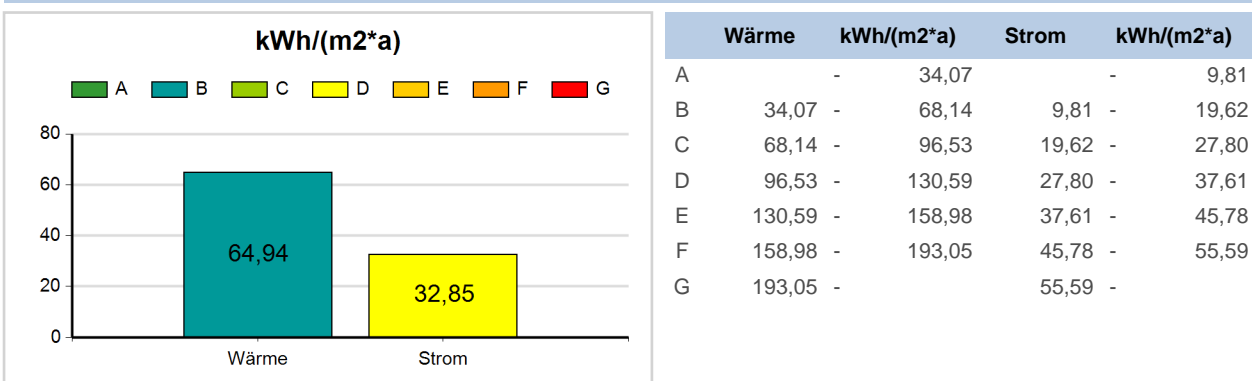 kWh/(m2*a)
A B C D E F G
80
60
40
20
0
64,94
32,85
Wärme Strom
Wärme kWh/(m2*a) Strom kWh/(m2*a)
A - 34,07 - 9,81
B 34,07 - 68,14 9,81 - 19,62
C 68,14 - 96,53 19,62 - 27,80
D 96,53 - 130,59 27,80 - 37,61
E 130,59 - 158,98 37,61 - 45,78
F 158,98 - 193,05 45,78 - 55,59
G 193,05 - 55,59 -